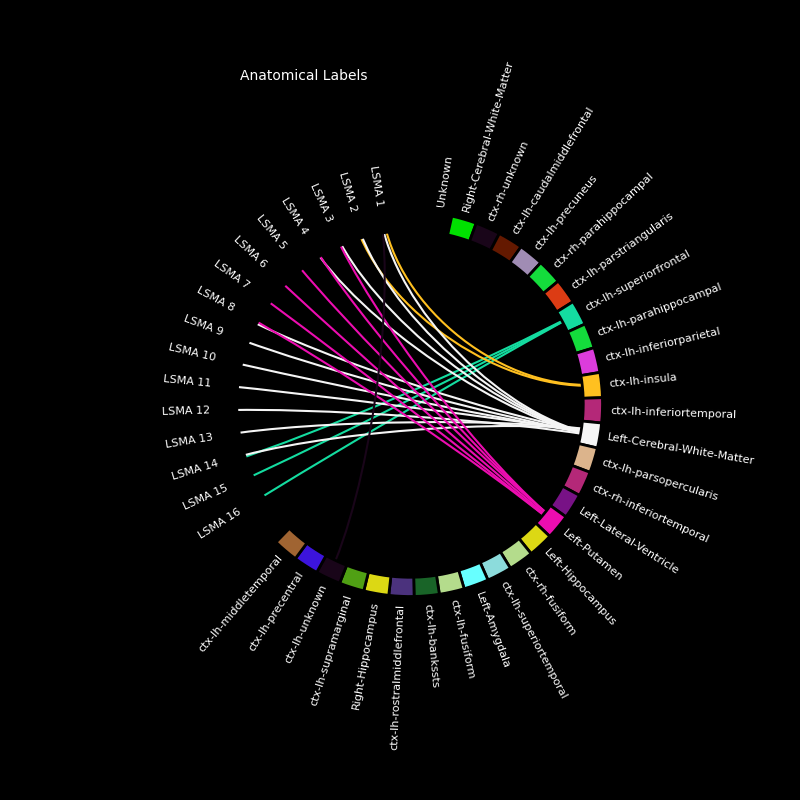 Anatomical Labels
Unknown
Right-Cerebral-White-Matter
ctx-rh-unknown
ctx-lh-caudalmiddlefrontal
ctx-lh-precuneus
ctx-rh-parahippocampal
ctx-lh-parstriangularis
ctx-lh-superiorfrontal
ctx-lh-parahippocampal
ctx-lh-inferiorparietal
ctx-lh-insula
ctx-lh-inferiortemporal
Left-Cerebral-White-Matter
ctx-lh-parsopercularis
ctx-rh-inferiortemporal
Left-Lateral-Ventricle
Left-Putamen
Left-Hippocampus
ctx-rh-fusiform
ctx-lh-superiortemporal
Left-Amygdala
ctx-lh-fusiform
ctx-lh-bankssts
ctx-lh-rostralmiddlefrontal
Right-Hippocampus
ctx-lh-supramarginal
ctx-lh-unknown
ctx-lh-precentral
ctx-lh-middletemporal
LSMA 16
LSMA 15
LSMA 14
LSMA 13
LSMA 12
LSMA 11
LSMA 10
LSMA 9
LSMA 8
LSMA 7
LSMA 6
LSMA 5
LSMA 4
LSMA 3
LSMA 2
LSMA 1